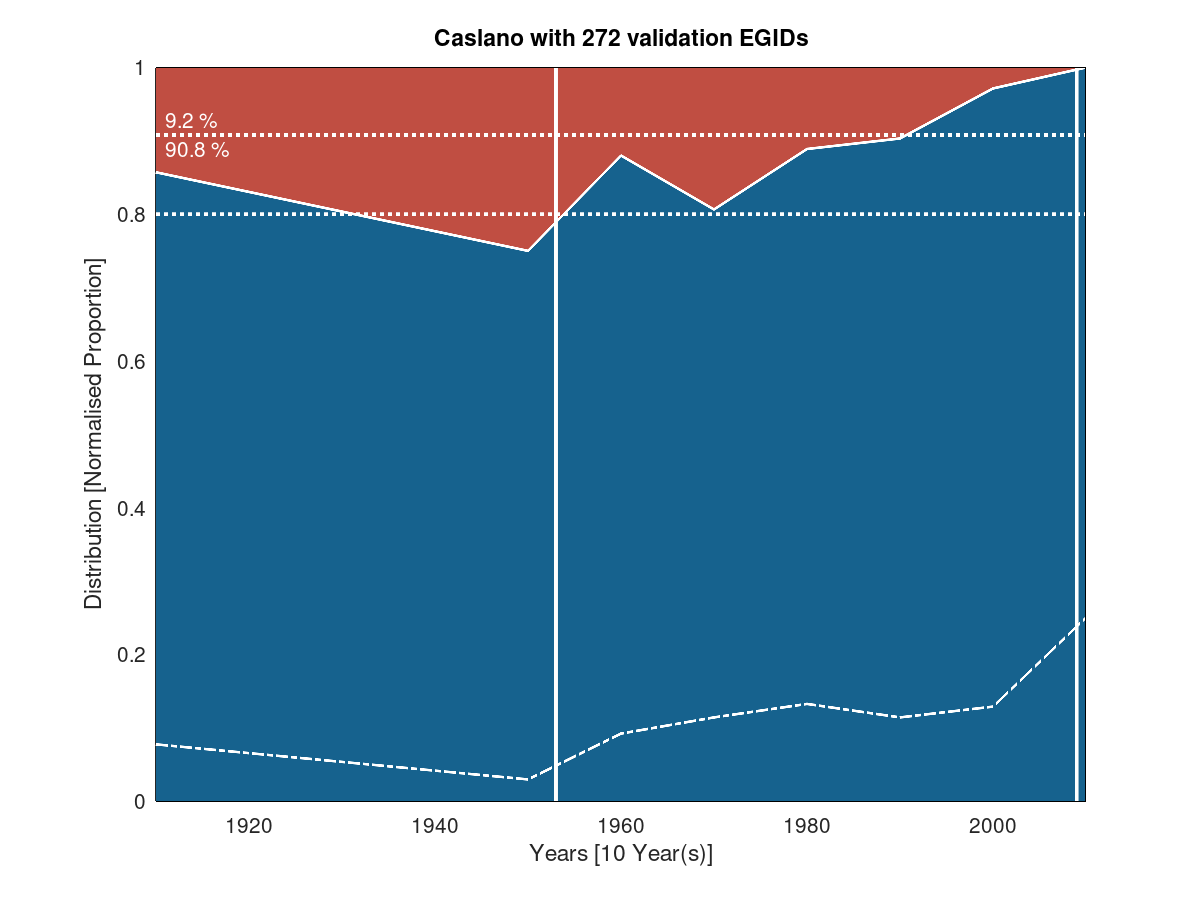 Caslano with 272 validation EGIDs
1
9.2 %
90.8 %
0.8
0.6
0.4
0.2
0
Distribution [Normalised Proportion]
1920 1940 1960 1980 2000
Years [10 Year(s)]